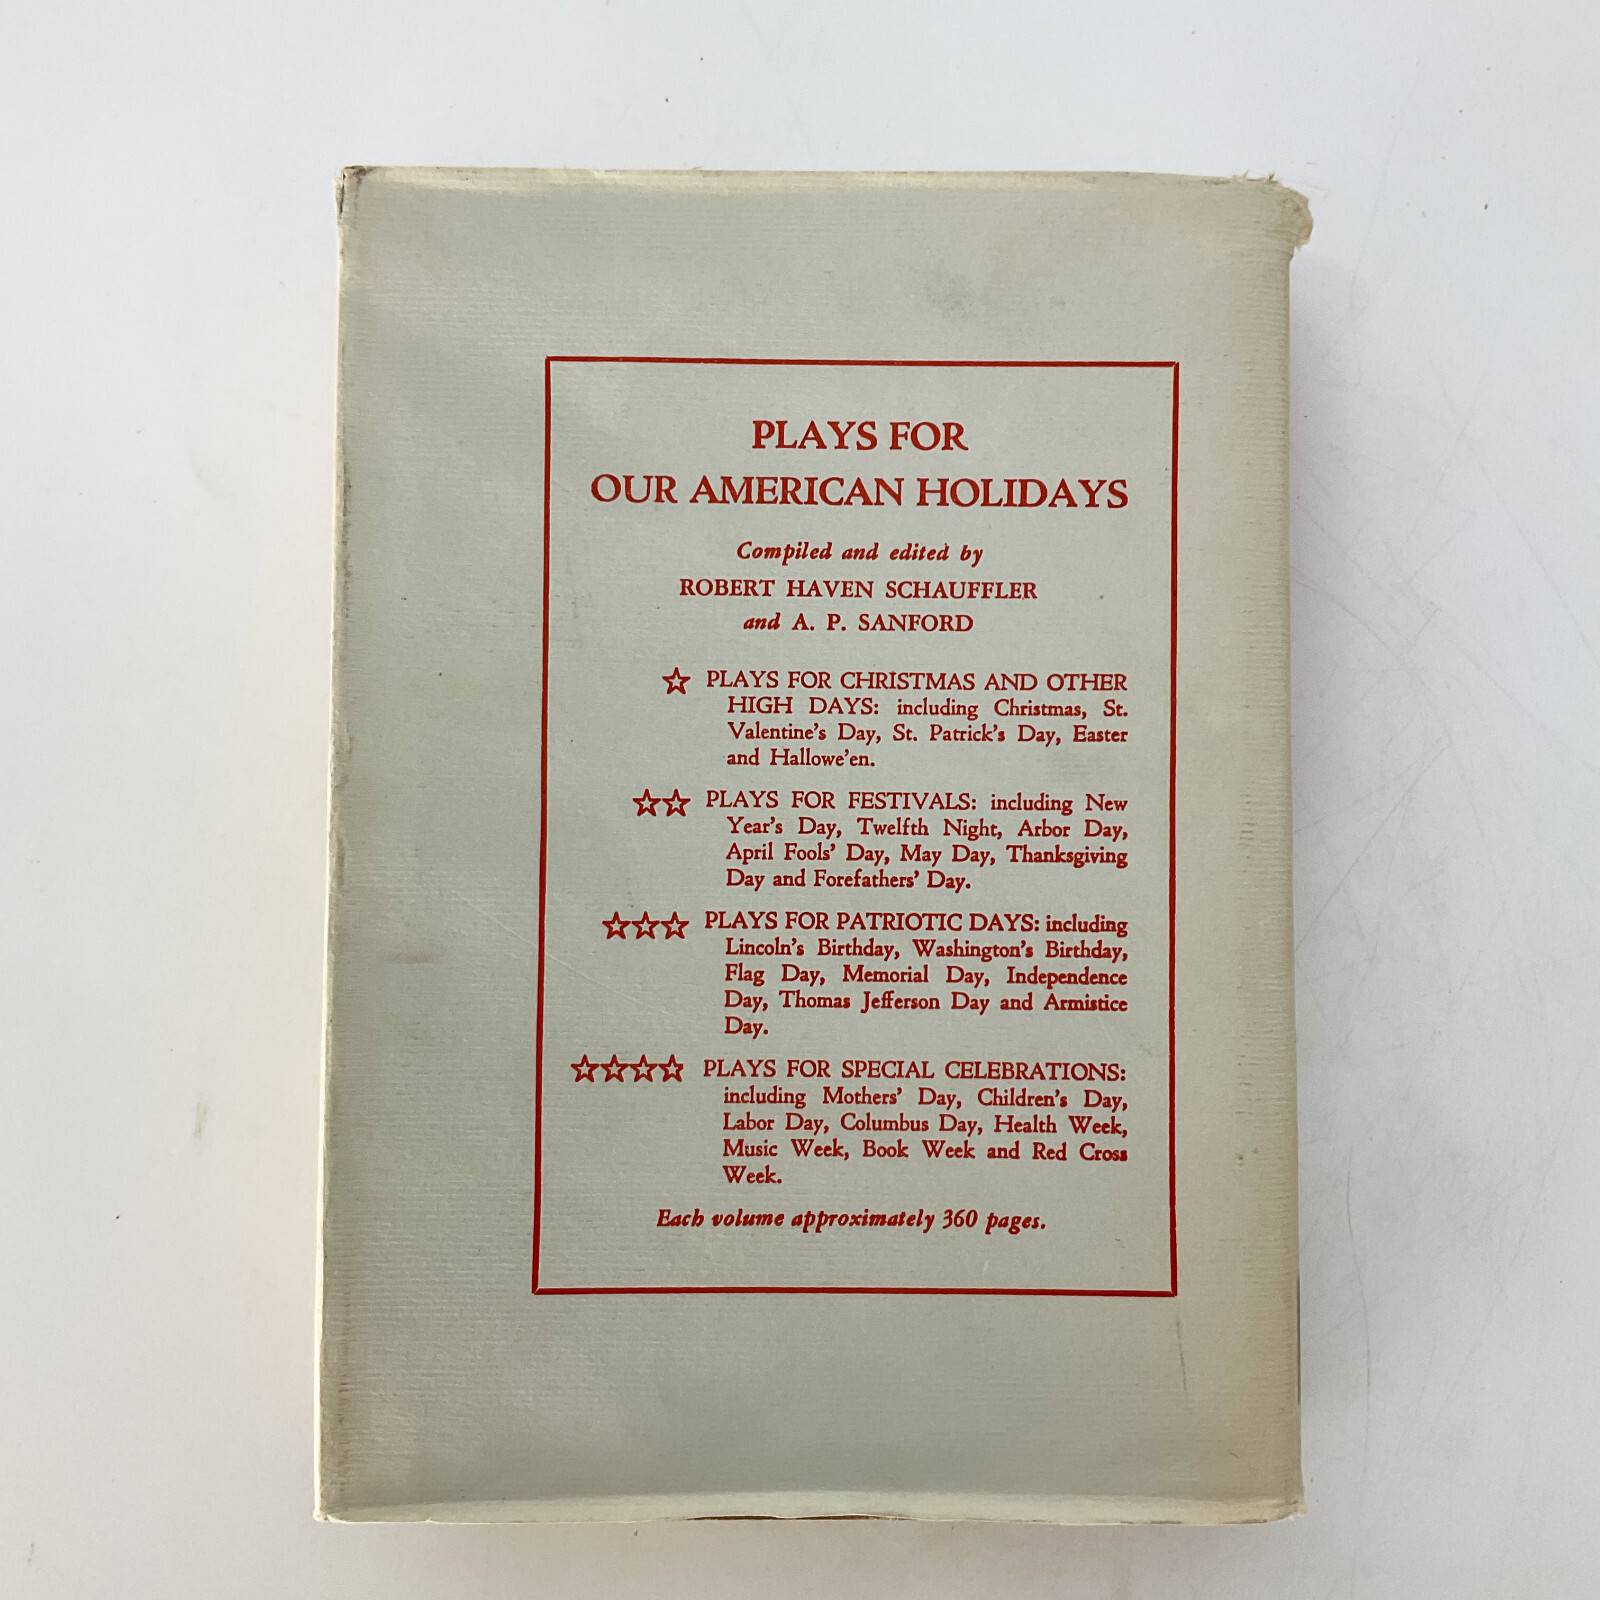 PLAYS FOR
OUR AMERICAN HOLIDAYS
Compiled and edited by
ROBERT HAVEN SCHAUFFLER
and A. P. SANFORD
☆ PLAYS FOR CHRISTMAS AND OTHER
HIGH DAYS: including Christmas, St.
Valentine's Day, St. Patrick's Day, Easter
and Hallowe'en.
☆☆ PLAYS FOR FESTIVALS: including New
Year's Day, Twelfth Night, Arbor Day,
April Fools' Day, May Day, Thanksgiving
Day and Forefathers' Day.
☆☆☆ PLAYS FOR PATRIOTIC DAYS: including
Lincoln's Birthday, Washington's Birthday,
Flag Day, Memorial Day, Independence
Day, Thomas Jefferson Day and Armistice
Day.
☆☆☆☆ PLAYS FOR SPECIAL CELEBRATIONS:
including Mothers' Day, Children's Day,
Labor Day, Columbus Day, Health Week,
Music Week, Book Week and Red Cross
Week.
Each volume approximately 360 pages.